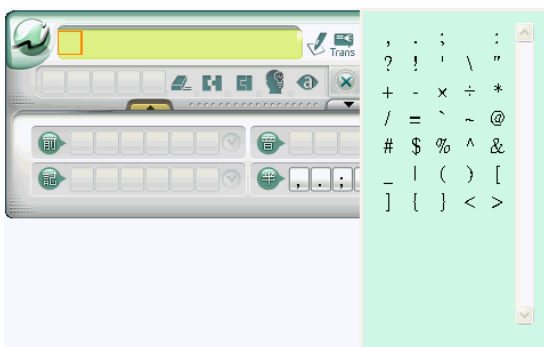 Trans
a
前
音
記
半 , . ;
, . ; :
? ! ' \ "
+ - × ÷ *
/ = ` ~ @
# $ % ^ &
_ | ( ) [
] { } < >